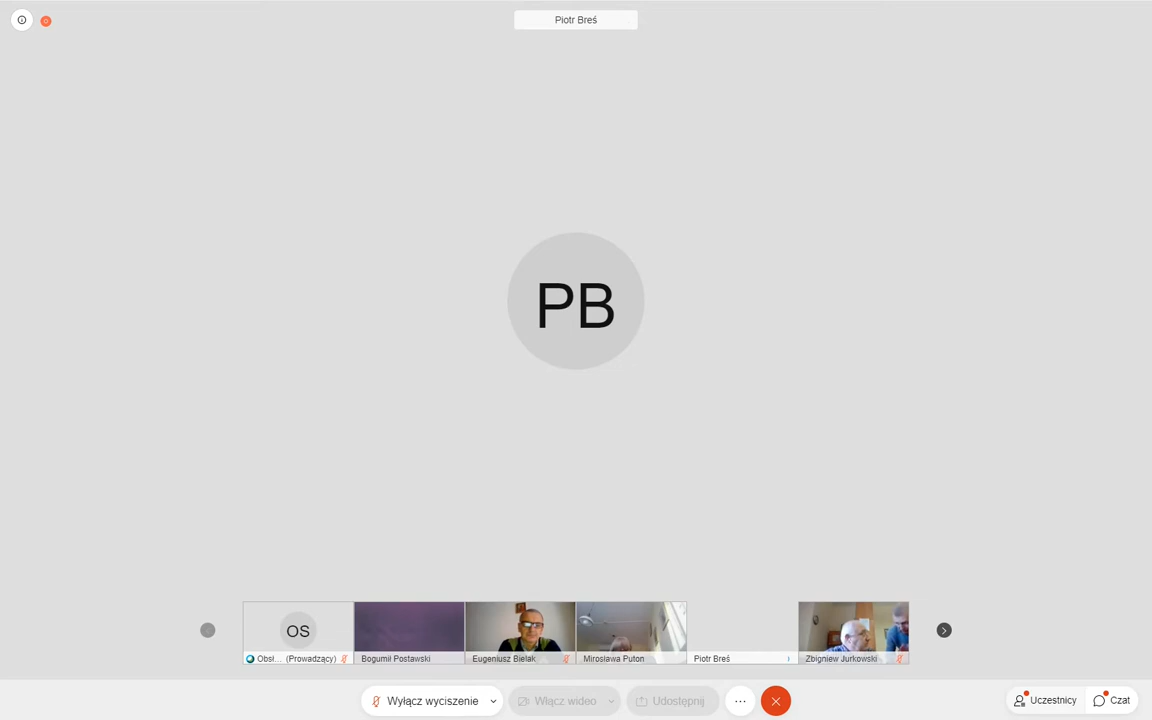 Piotr Breś
PB
OS
Obsł... (Prowadzący)
Bogumił Postawski
Eugeniusz Bielak
Mirosława Puton
Piotr Breś
Zbigniew Jurkowski
Wyłącz wyciszenie
Włącz wideo
Udostępnij
Uczestnicy
Czat